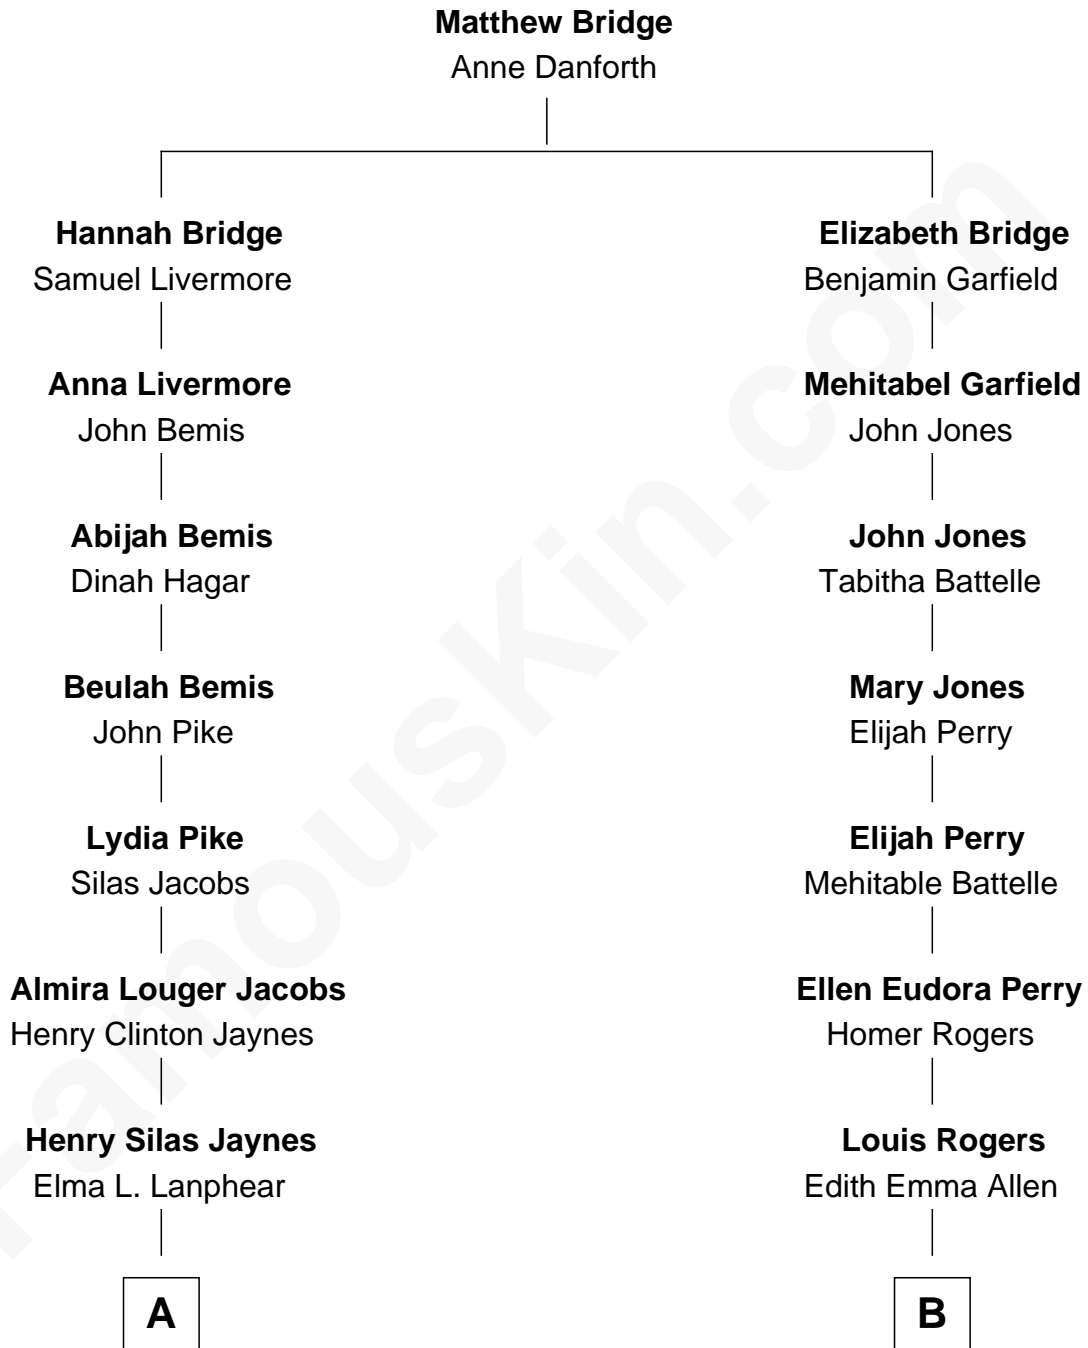 Matthew Bridge
Anne Danforth
Hannah Bridge
Samuel Livermore
Elizabeth Bridge
Benjamin Garfield
Anna Livermore
John Bemis
Mehitabel Garfield
John Jones
Abijah Bemis
Dinah Hagar
John Jones
Tabitha Battelle
Beulah Bemis
John Pike
Mary Jones
Elijah Perry
Lydia Pike
Silas Jacobs
Elijah Perry
Mehitable Battelle
Almira Louger Jacobs
Henry Clinton Jaynes
Ellen Eudora Perry
Homer Rogers
Henry Silas Jaynes
Elma L. Lanphear
Louis Rogers
Edith Emma Allen
A
B
FamousKin.com